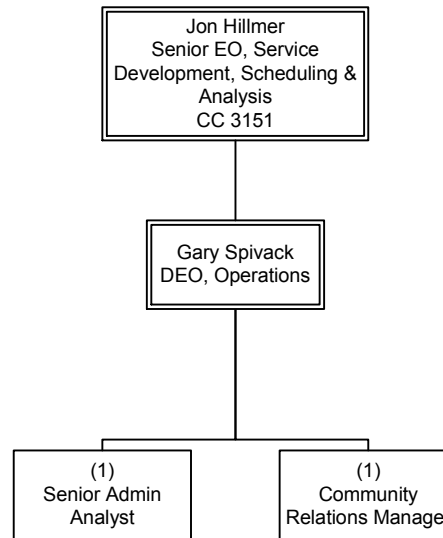 Jon Hillmer
Senior EO, Service
Development, Scheduling &
Analysis
CC 3151
Gary Spivack
DEO, Operations
(1)
Senior Admin
Analyst
(1)
Community
Relations Manage